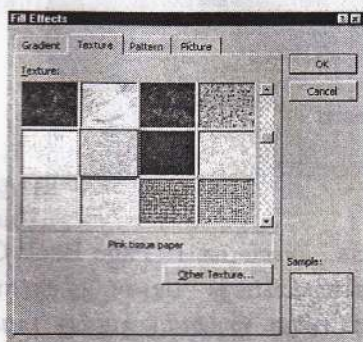 Fill Effects
Gradient Texture Pattern Picture
Texture:
OK
Cancel
Pink tissue paper
Other Texture...
Sample: